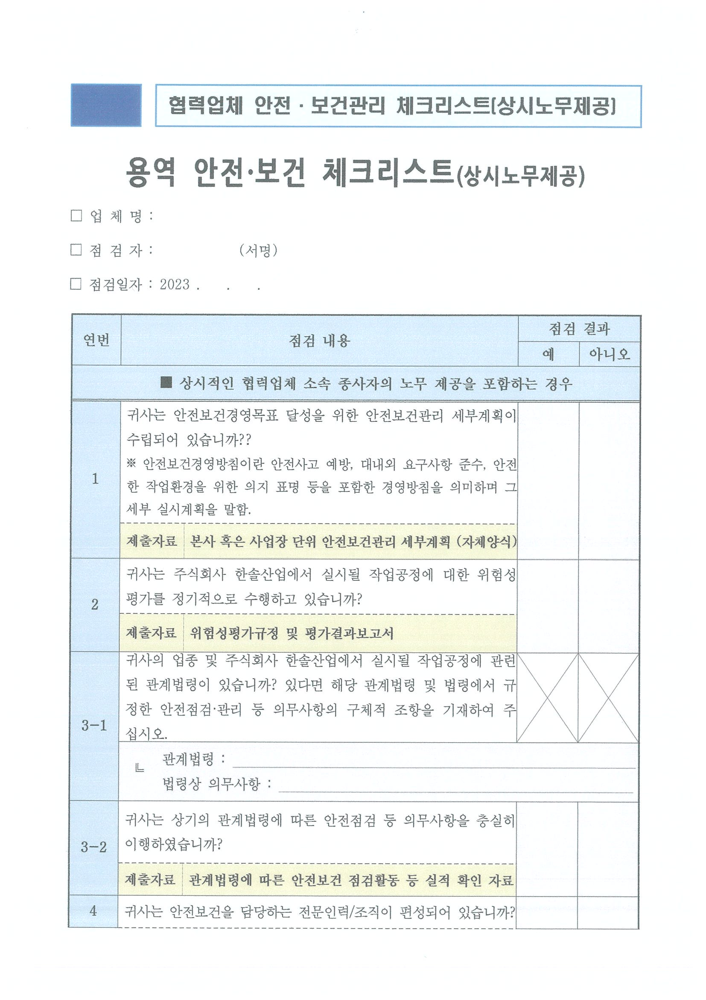 협력업체 안전 · 보건관리 체크리스트(상시노무제공)
용역 안전·보건 체크리스트(상시노무제공)
□ 업 체 명 :
□ 점 검 자 : (서명)
□ 점검일자 : 2023 . . .
연번 점검 내용 점검 결과
예 아니오
■ 상시적인 협력업체 소속 종사자의 노무 제공을 포함하는 경우
1
귀사는 안전보건경영목표 달성을 위한 안전보건관리 세부계획이
수립되어 있습니까??
※ 안전보건경영방침이란 안전사고 예방, 대내외 요구사항 준수, 안전
한 작업환경을 위한 의지 표명 등을 포함한 경영방침을 의미하며 그
세부 실시계획을 말함.
제출자료 본사 혹은 사업장 단위 안전보건관리 세부계획 (자체양식)
2
귀사는 주식회사 한솔산업에서 실시될 작업공정에 대한 위험성
평가를 정기적으로 수행하고 있습니까?
제출자료 위험성평가규정 및 평가결과보고서
3-1
귀사의 업종 및 주식회사 한솔산업에서 실시될 작업공정에 관련
된 관계법령이 있습니까? 있다면 해당 관계법령 및 법령에서 규
정한 안전점검·관리 등 의무사항의 구체적 조항을 기재하여 주
십시오.
╚ 관계법령 :
법령상 의무사항 :
3-2
귀사는 상기의 관계법령에 따른 안전점검 등 의무사항을 충실히
이행하였습니까?
제출자료 관계법령에 따른 안전보건 점검활동 등 실적 확인 자료
4 귀사는 안전보건을 담당하는 전문인력/조직이 편성되어 있습니까?